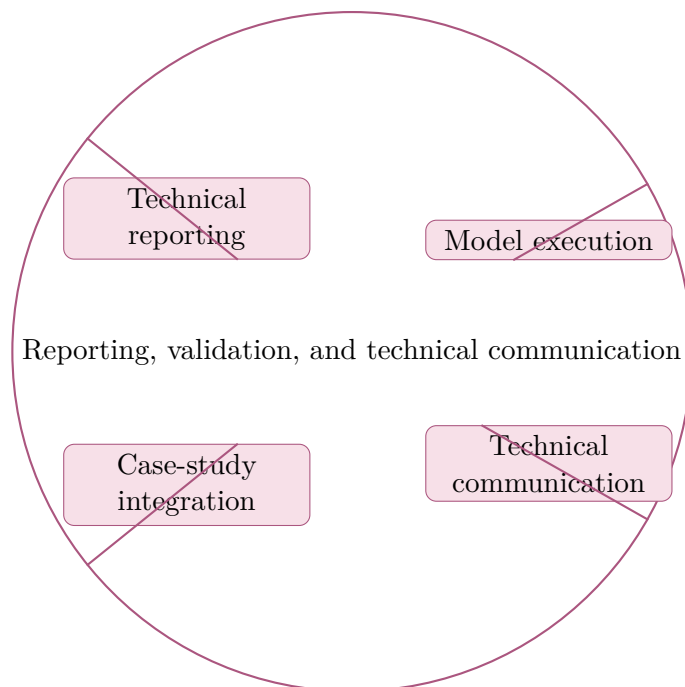 Technical
reporting
Model execution
Reporting, validation, and technical communication
Case-study
integration
Technical
communication